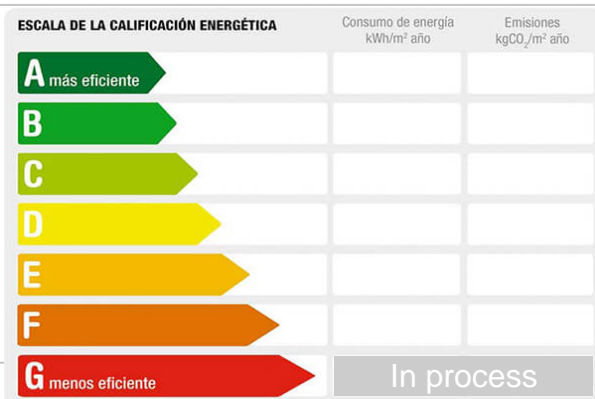 ESCALA DE LA CALIFICACIÓN ENERGÉTICA
Consumo de energía
kWh/m² año
Emisiones
kgCO₂/m² año
A más eficiente
B
C
D
E
F
G menos eficiente
In process